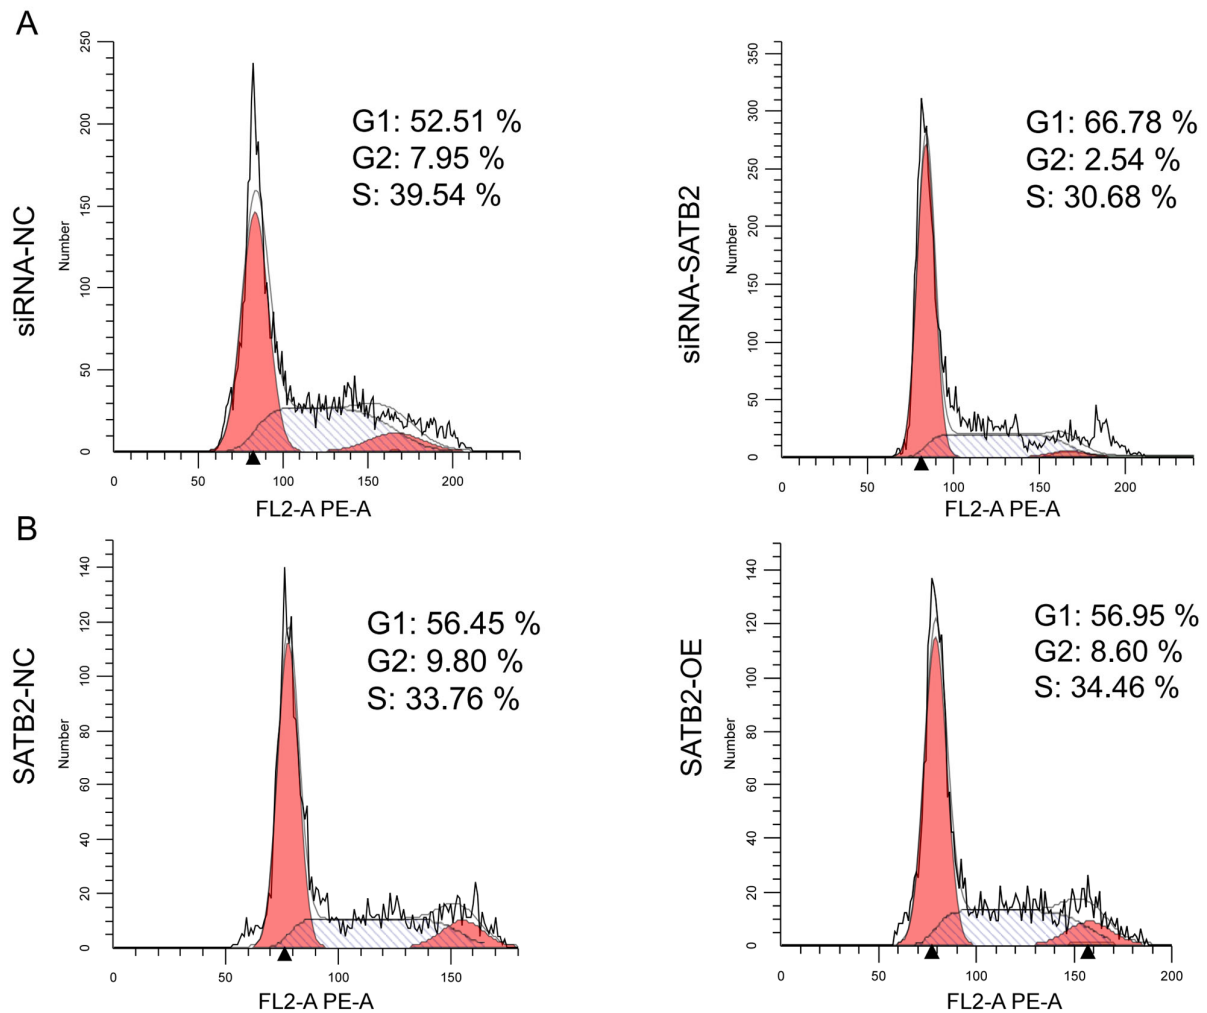 A
siRNA-NC
Number
250
200
150
100
50
0
G1: 52.51 %
G2: 7.95 %
S: 39.54 %
0 50 100 150 200
FL2-A PE-A
siRNA-SATB2
Number
350
300
250
200
150
100
50
0
G1: 66.78 %
G2: 2.54 %
S: 30.68 %
0 50 100 150 200
FL2-A PE-A
B
SATB2-NC
Number
140
120
100
80
60
40
20
0
G1: 56.45 %
G2: 9.80 %
S: 33.76 %
0 50 100 150
FL2-A PE-A
SATB2-OE
Number
140
120
100
80
60
40
20
0
G1: 56.95 %
G2: 8.60 %
S: 34.46 %
0 50 100 150 200
FL2-A PE-A